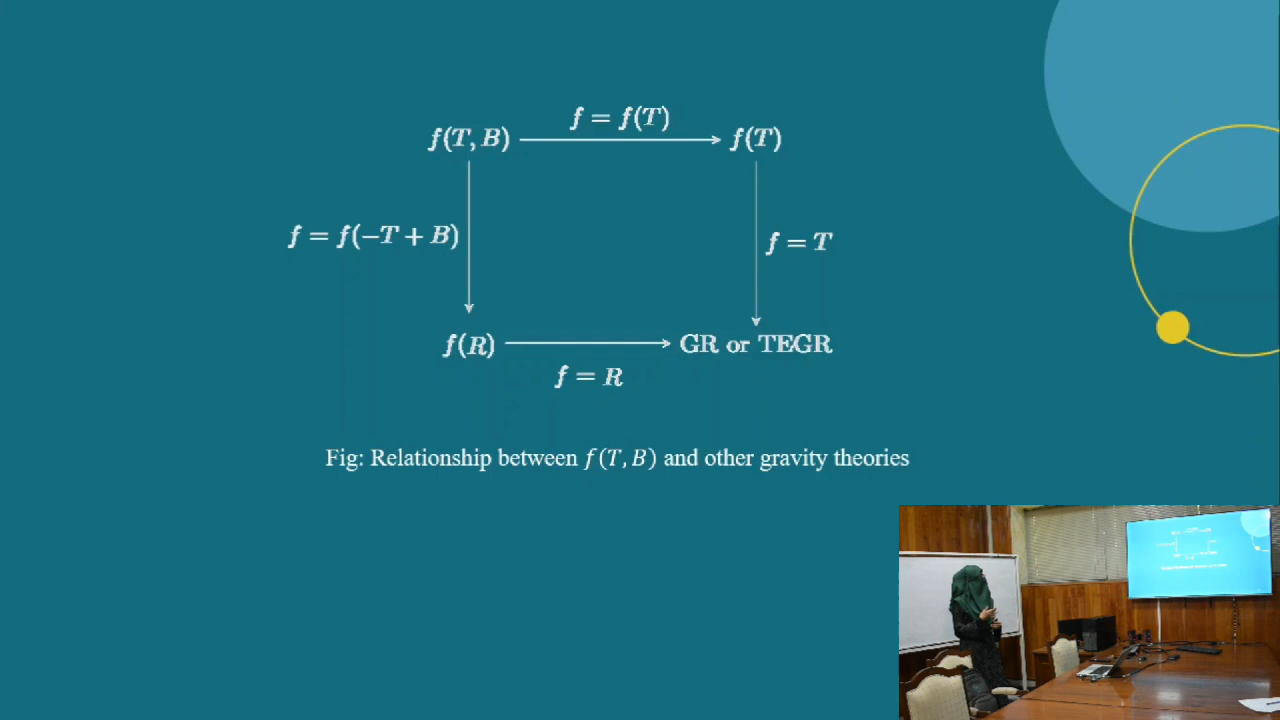 f = f(T)
f(T, B)
f(T)
f = f(−T + B)
f = T
f(R)
GR or TEGR
f = R
Fig: Relationship between f(T, B) and other gravity theories